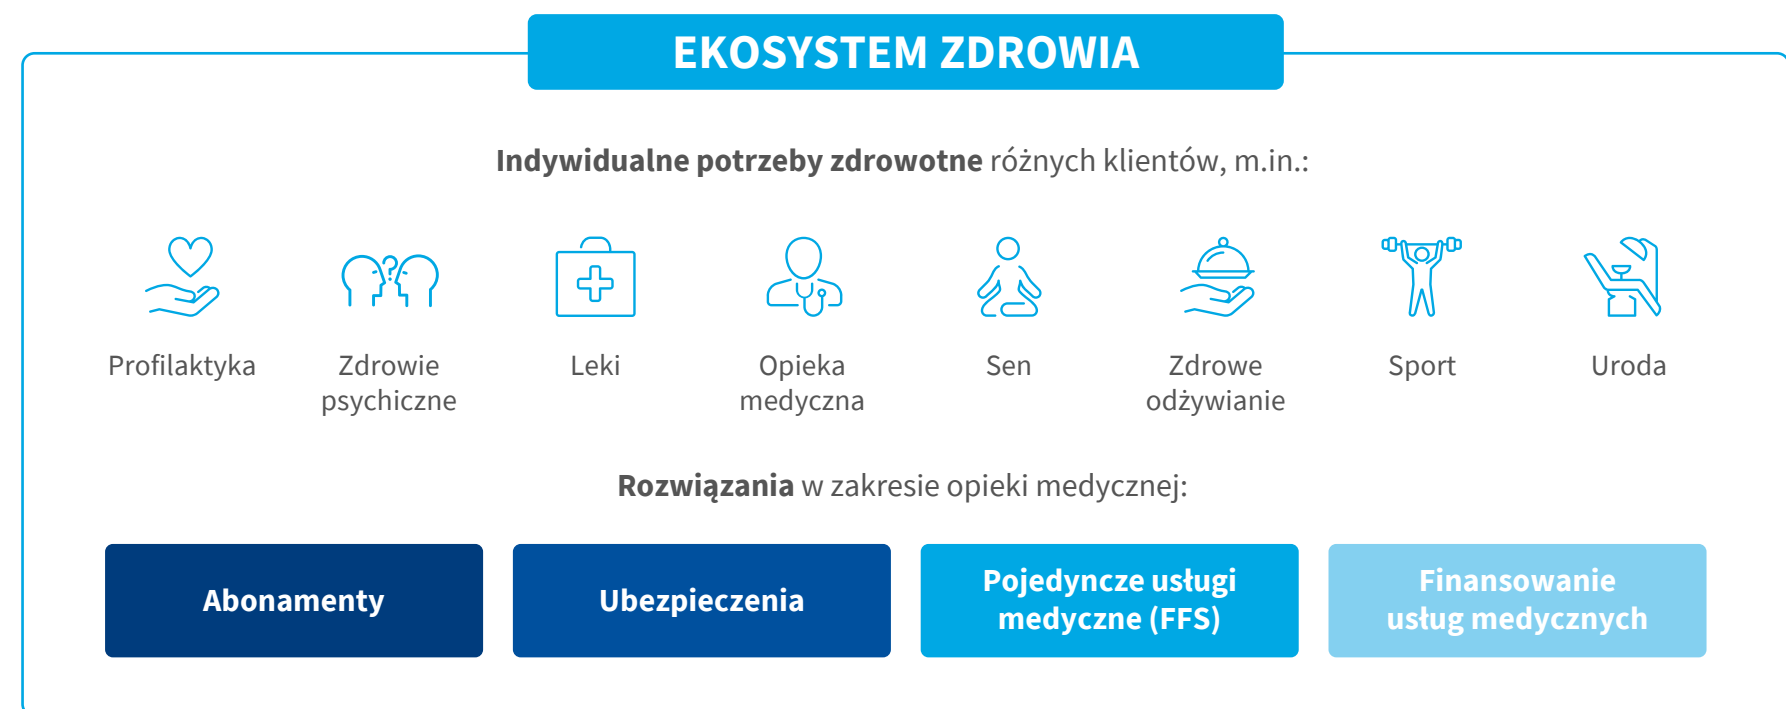 EKOSYSTEM ZDROWIA
Indywidualne potrzeby zdrowotne różnych klientów, m.in.:
Profilaktyka
Zdrowie
psychiczne
Leki
Opieka
medyczna
Sen
Zdrowe
odżywianie
Sport
Uroda
Rozwiązania w zakresie opieki medycznej:
Abonamenty
Ubezpieczenia
Pojedyncze usługi
medyczne (FFS)
Finansowanie
usług medycznych